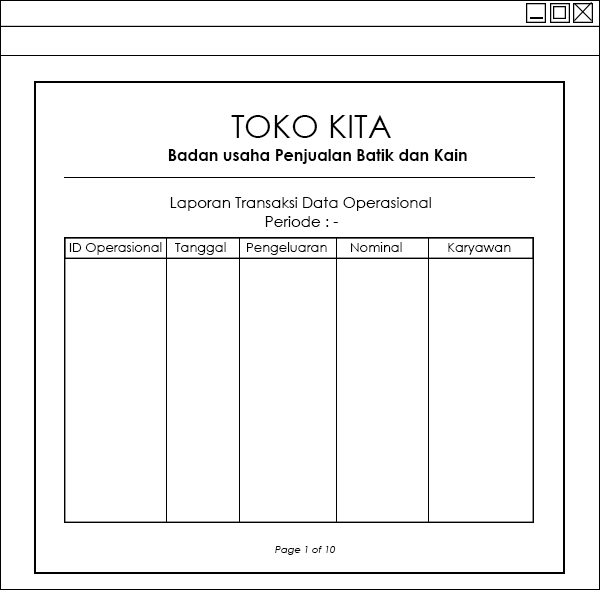 TOKO KITA
Badan usaha Penjualan Batik dan Kain
Laporan Transaksi Data Operasional
Periode : -
ID Operasional Tanggal Pengeluaran Nominal Karyawan
Page 1 of 10